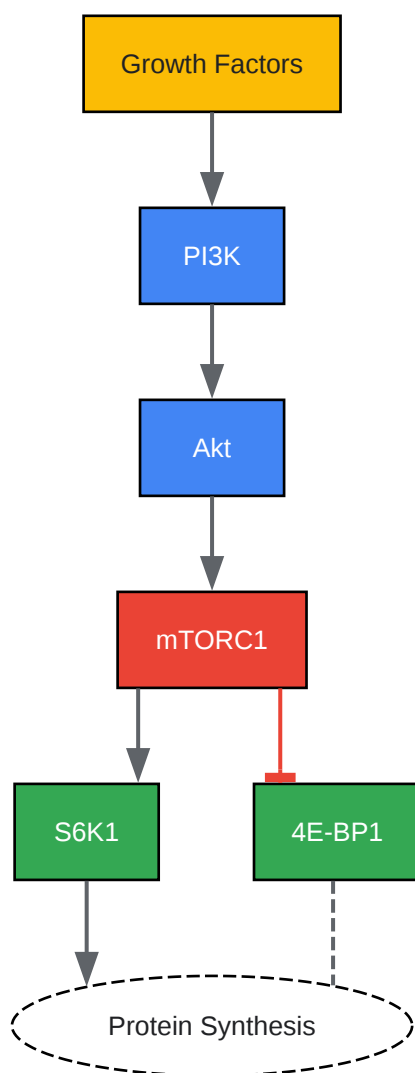 Growth Factors
PI3K
Akt
mTORC1
S6K1
4E-BP1
Protein Synthesis